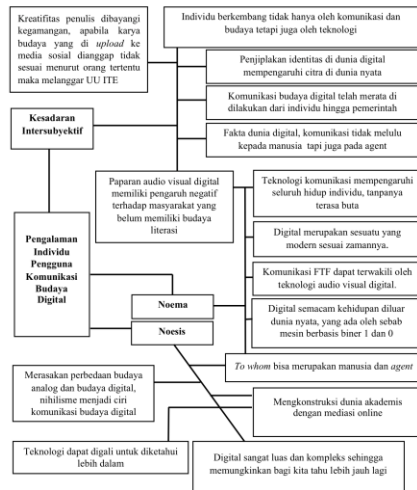 Kreatifitas penulis dibayangi
kegamangan, apabila karya
budaya yang di upload ke
media sosial dianggap tidak
sesuai menurut orang tertentu
maka melanggar UU ITE
Individu berkembang tidak hanya oleh komunikasi dan
budaya tetapi juga oleh teknologi
Penjiplakan identitas di dunia digital
mempengaruhi citra di dunia nyata
Komunikasi budaya digital telah merata di
dilakukan dari individu hingga pemerintah
Fakta dunia digital, komunikasi tidak melulu
kepada manusia tapi juga pada agent
Kesadaran
Intersubyektif
Paparan audio visual digital
memiliki pengaruh negatif
terhadap masyarakat yang
belum memiliki budaya
literasi
Teknologi komunikasi mempengaruhi
seluruh hidup individu, tanpanya
terasa buta
Digital merupakan sesuatu yang
modern sesuai zamannya.
Komunikasi FTF dapat terwakili oleh
teknologi audio visual digital.
Digital semacam kehidupan diluar
dunia nyata, yang ada oleh sebab
mesin berbasis biner 1 dan 0
To whom bisa merupakan manusia dan agent
Pengalaman
Individu
Pengguna
Komunikasi
Budaya
Digital
Noema
Noesis
Merasakan perbedaan budaya
analog dan budaya digital,
nihilisme menjadi ciri
komunikasi budaya digital
Mengkonstruksi dunia akademis
dengan mediasi online
Teknologi dapat digali untuk diketahui
lebih dalam
Digital sangat luas dan kompleks sehingga
memungkinkan bagi kita tahu lebih jauh lagi